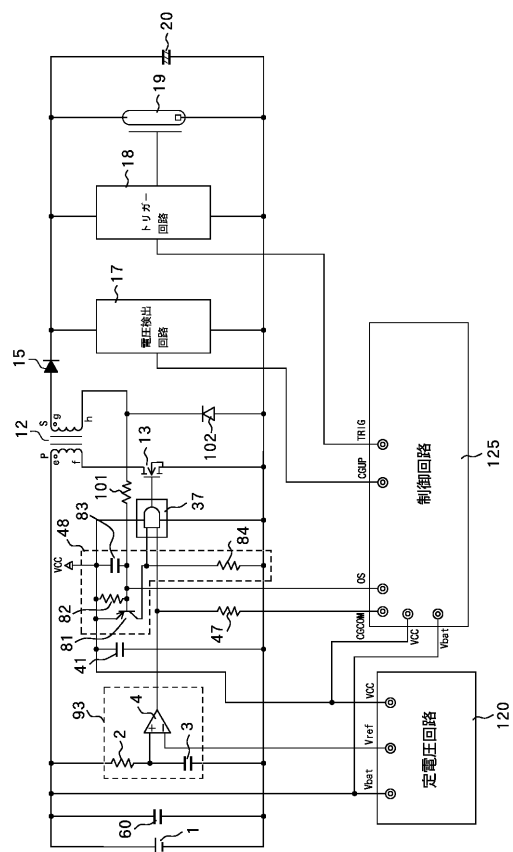 20
19
18
トリガー
回路
17
電圧検出
回路
15
12
S
g
h
P
e
f
13
102
101
37
83
48
VCC
82
81
84
41
47
93
2
4
3
60
1
TRIG
CGUP
OS
CGCOM
VCC
Vbat
制御回路
125
VCC
Vref
Vbat
定電圧回路
120
+
−